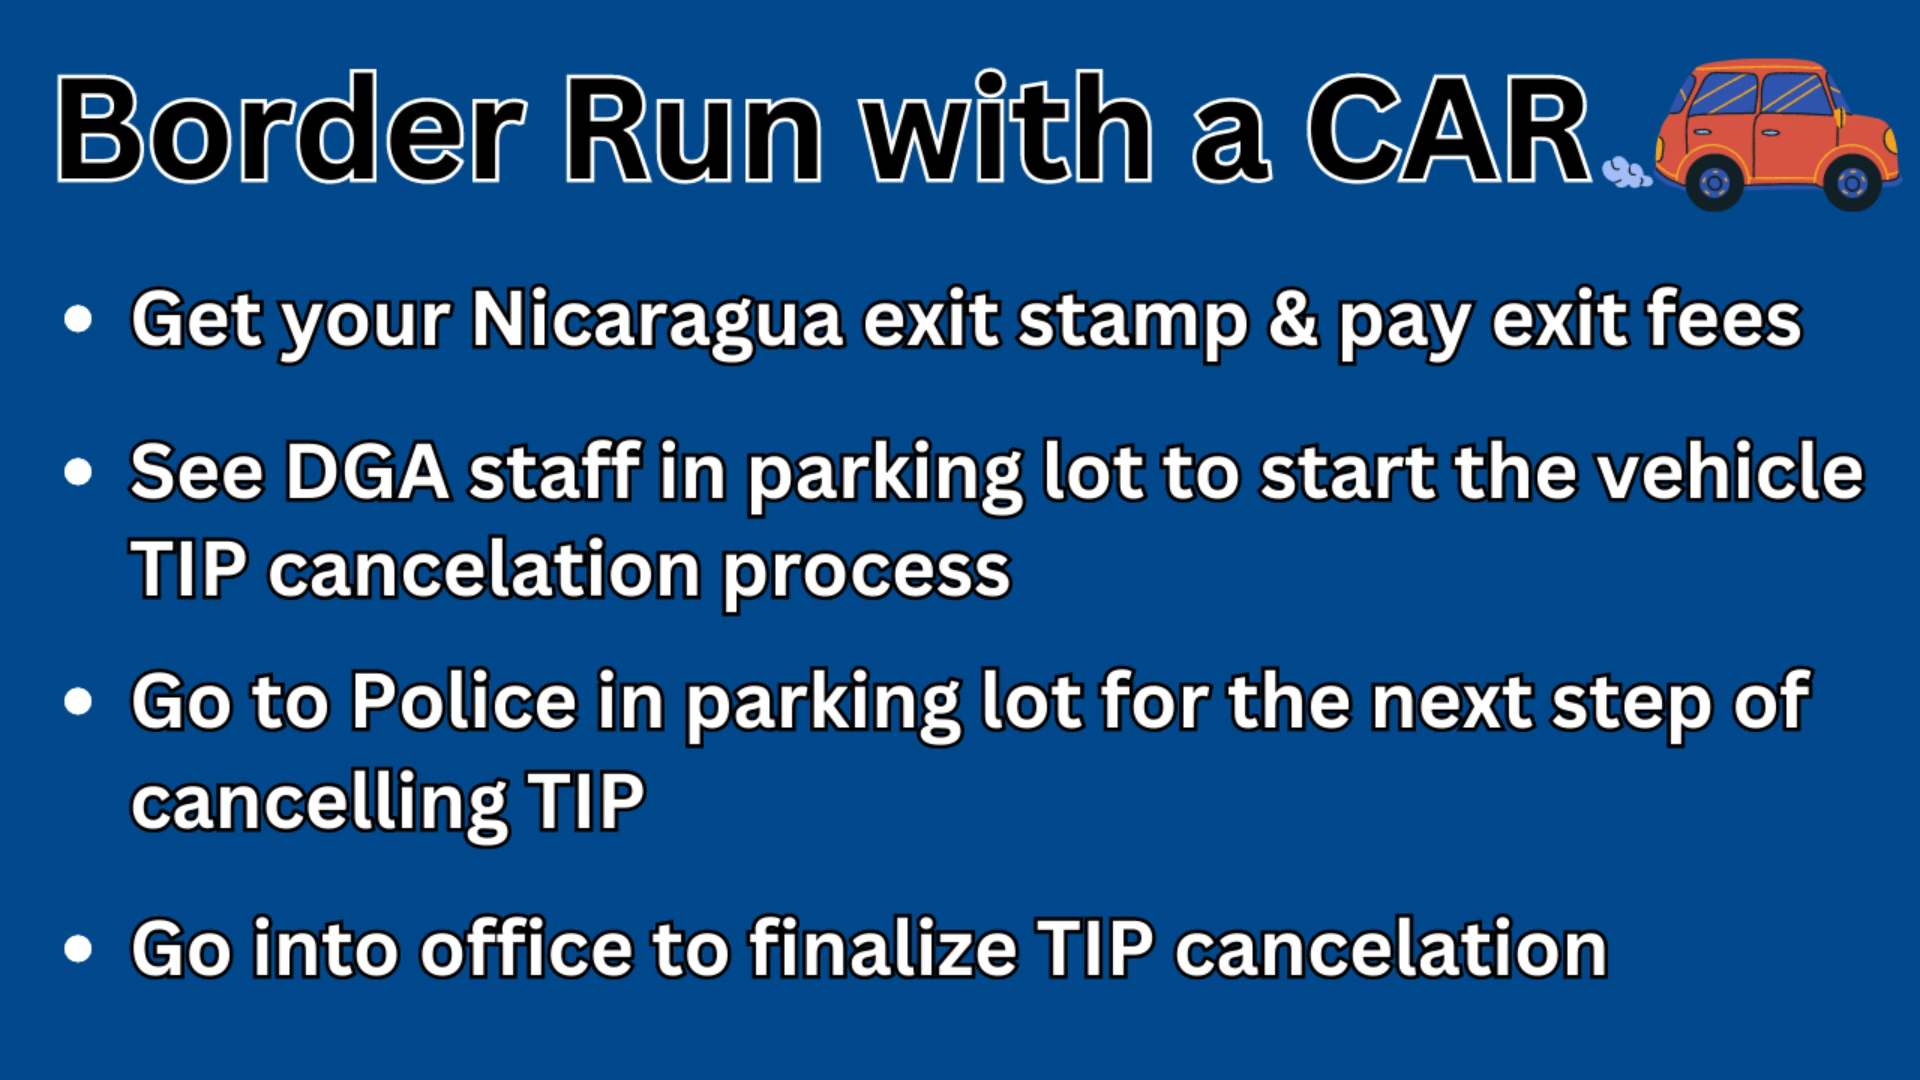 Border Run with a CAR
• Get your Nicaragua exit stamp & pay exit fees
• See DGA staff in parking lot to start the vehicle
TIP cancelation process
• Go to Police in parking lot for the next step of
cancelling TIP
• Go into office to finalize TIP cancelation